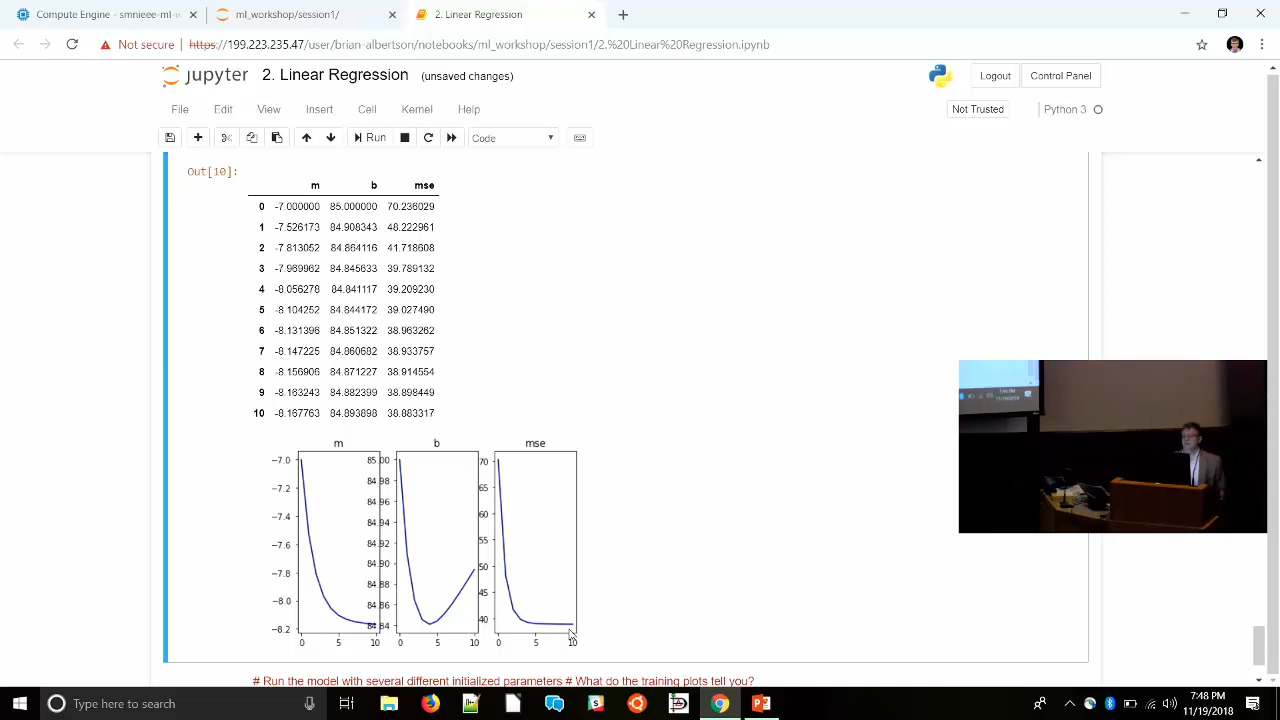 Compute Engine - smnieee-ml-w
ml_workshop/session1/
2. Linear Regression
Not secure
https://199.223.235.47/user/brian-albertson/notebooks/ml_workshop/session1/2.%20Linear%20Regression.ipynb
jupyter 2. Linear Regression (unsaved changes)
Logout Control Panel
File Edit View Insert Cell Kernel Help
Not Trusted Python 3
Run Code
Out[10]:
m b mse
0 -7.000000 85.000000 70.236029
1 -7.526173 84.908343 48.222961
2 -7.813052 84.864116 41.718608
3 -7.969962 84.845633 39.789132
4 -8.056278 84.841117 39.209230
5 -8.104252 84.844172 39.027490
6 -8.131396 84.851322 38.963262
7 -8.147225 84.860682 38.933757
8 -8.156906 84.871227 38.914554
9 -8.163243 84.882399 38.898449
10 -8.167763 84.893898 38.883317
m b mse
-7.0 85.00 70
-7.2 84.98 65
-7.4 84.96 60
-7.6 84.94 55
-7.8 84.92 50
-8.0 84.90 45
-8.2 84.88 40
84.86
84.84
0 5 10 0 5 10 0 5 10
# Run the model with several different initialized parameters # What do the training plots tell you?
Type here to search
7:48 PM
11/19/2018